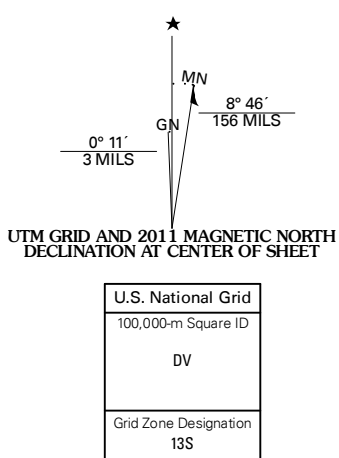 MN
8° 46´
156 MILS
GN
0° 11´
3 MILS
UTM GRID AND 2011 MAGNETIC NORTH
DECLINATION AT CENTER OF SHEET
U.S. National Grid
100,000-m Square ID
DV
Grid Zone Designation
13S